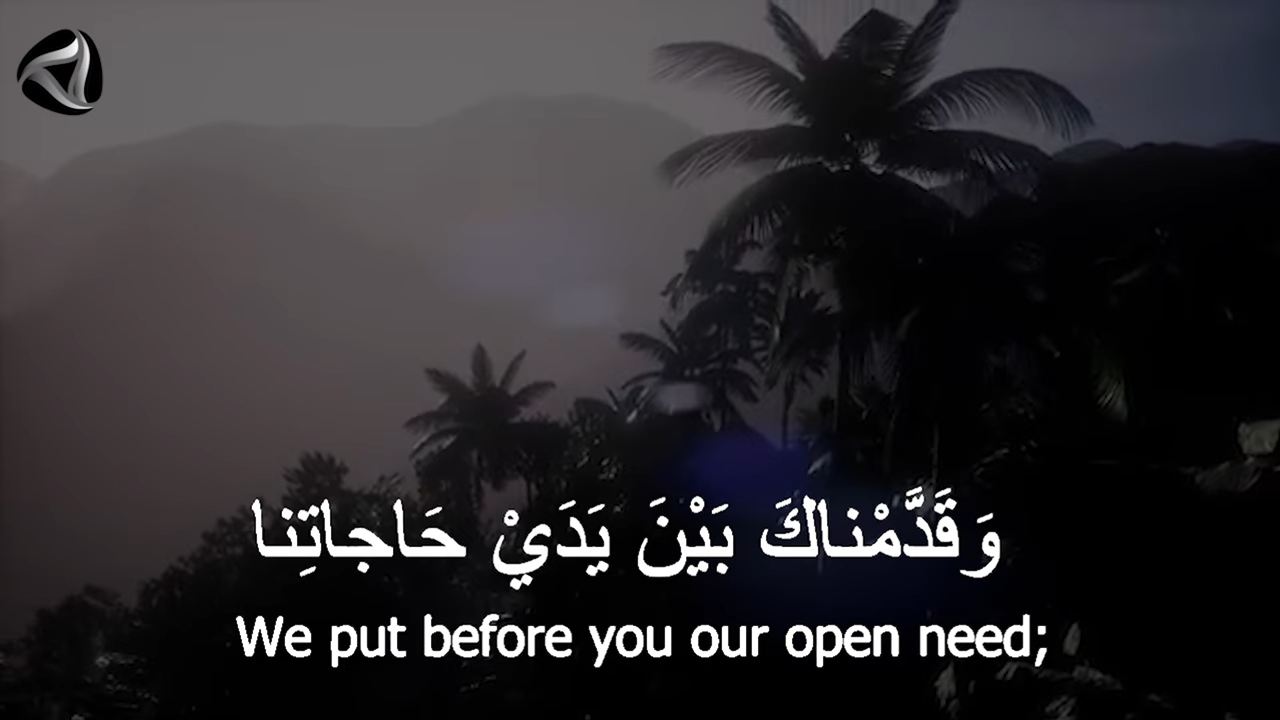 وَقَدَّمْناكَ بَيْنَ يَدَيْ حَاجاتِنا
We put before you our open need;